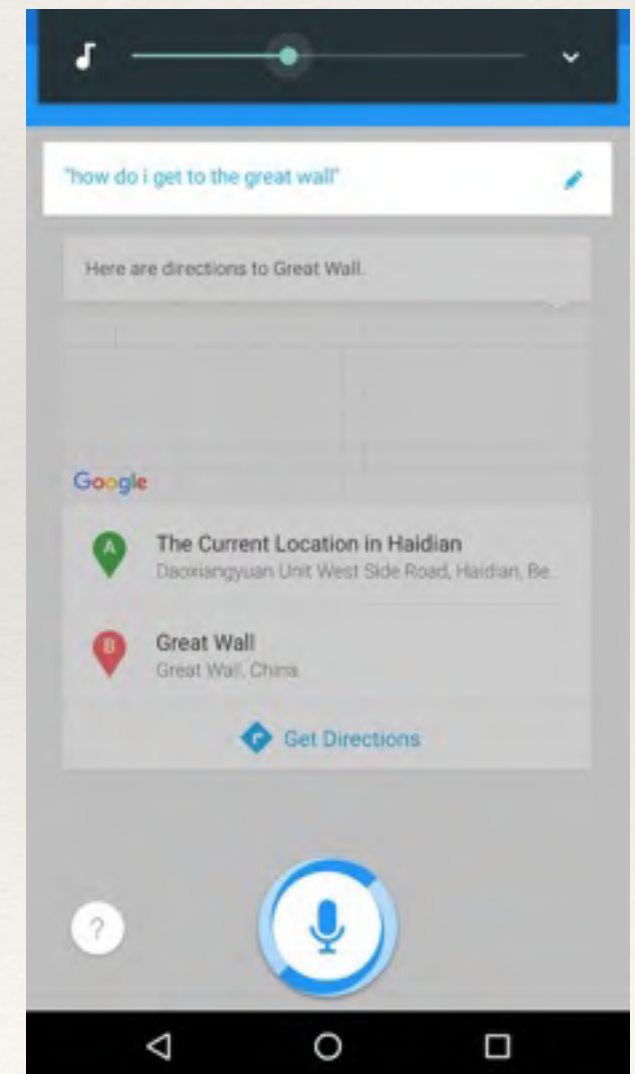 "how do i get to the great wall"
Here are directions to Great Wall.
Google
A
The Current Location in Haidian
Daoxiangyuan Unit West Side Road, Haidian, Be...
B
Great Wall
Great Wall, China
Get Directions
?